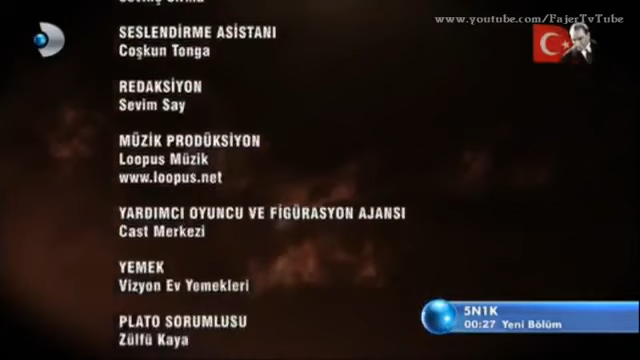 www.youtube.com/FajerTvTube
SESLENDİRME ASİSTANI
Coşkun Tonga
REDAKSİYON
Sevim Say
MÜZİK PRODÜKSİYON
Loopus Müzik
www.loopus.net
YARDIMCI OYUNCU VE FİGÜRASYON AJANSI
Cast Merkezi
YEMEK
Vizyon Ev Yemekleri
PLATO SORUMLUSU
Zülfü Kaya
5N1K
00:27 Yeni Bölüm